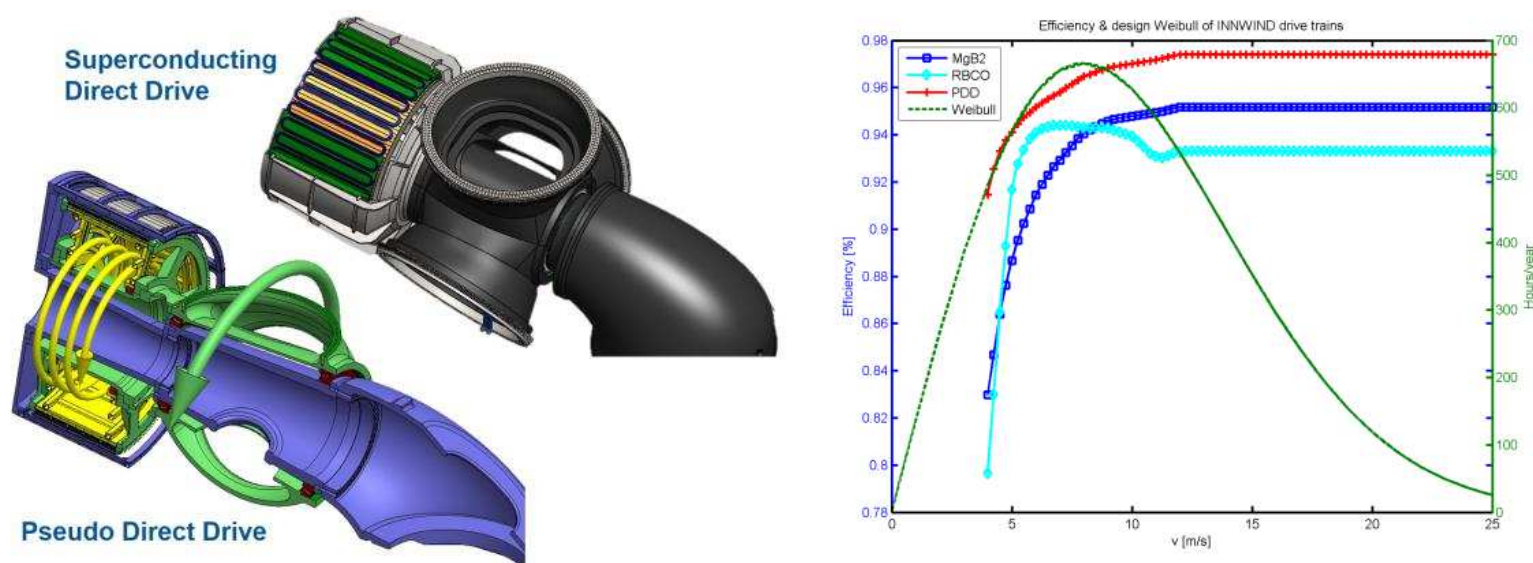 Superconducting
Direct Drive
Pseudo Direct Drive
Efficiency & design Weibull of INNWIND drive trains
MgB2
RBCO
PDD
Weibull
0.98
0.96
0.94
0.92
0.9
0.88
0.86
0.84
0.82
0.8
0.78
Efficiency [%]
0
5
10
15
20
25
v [m/s]
700
600
500
400
300
200
100
0
Hours/year